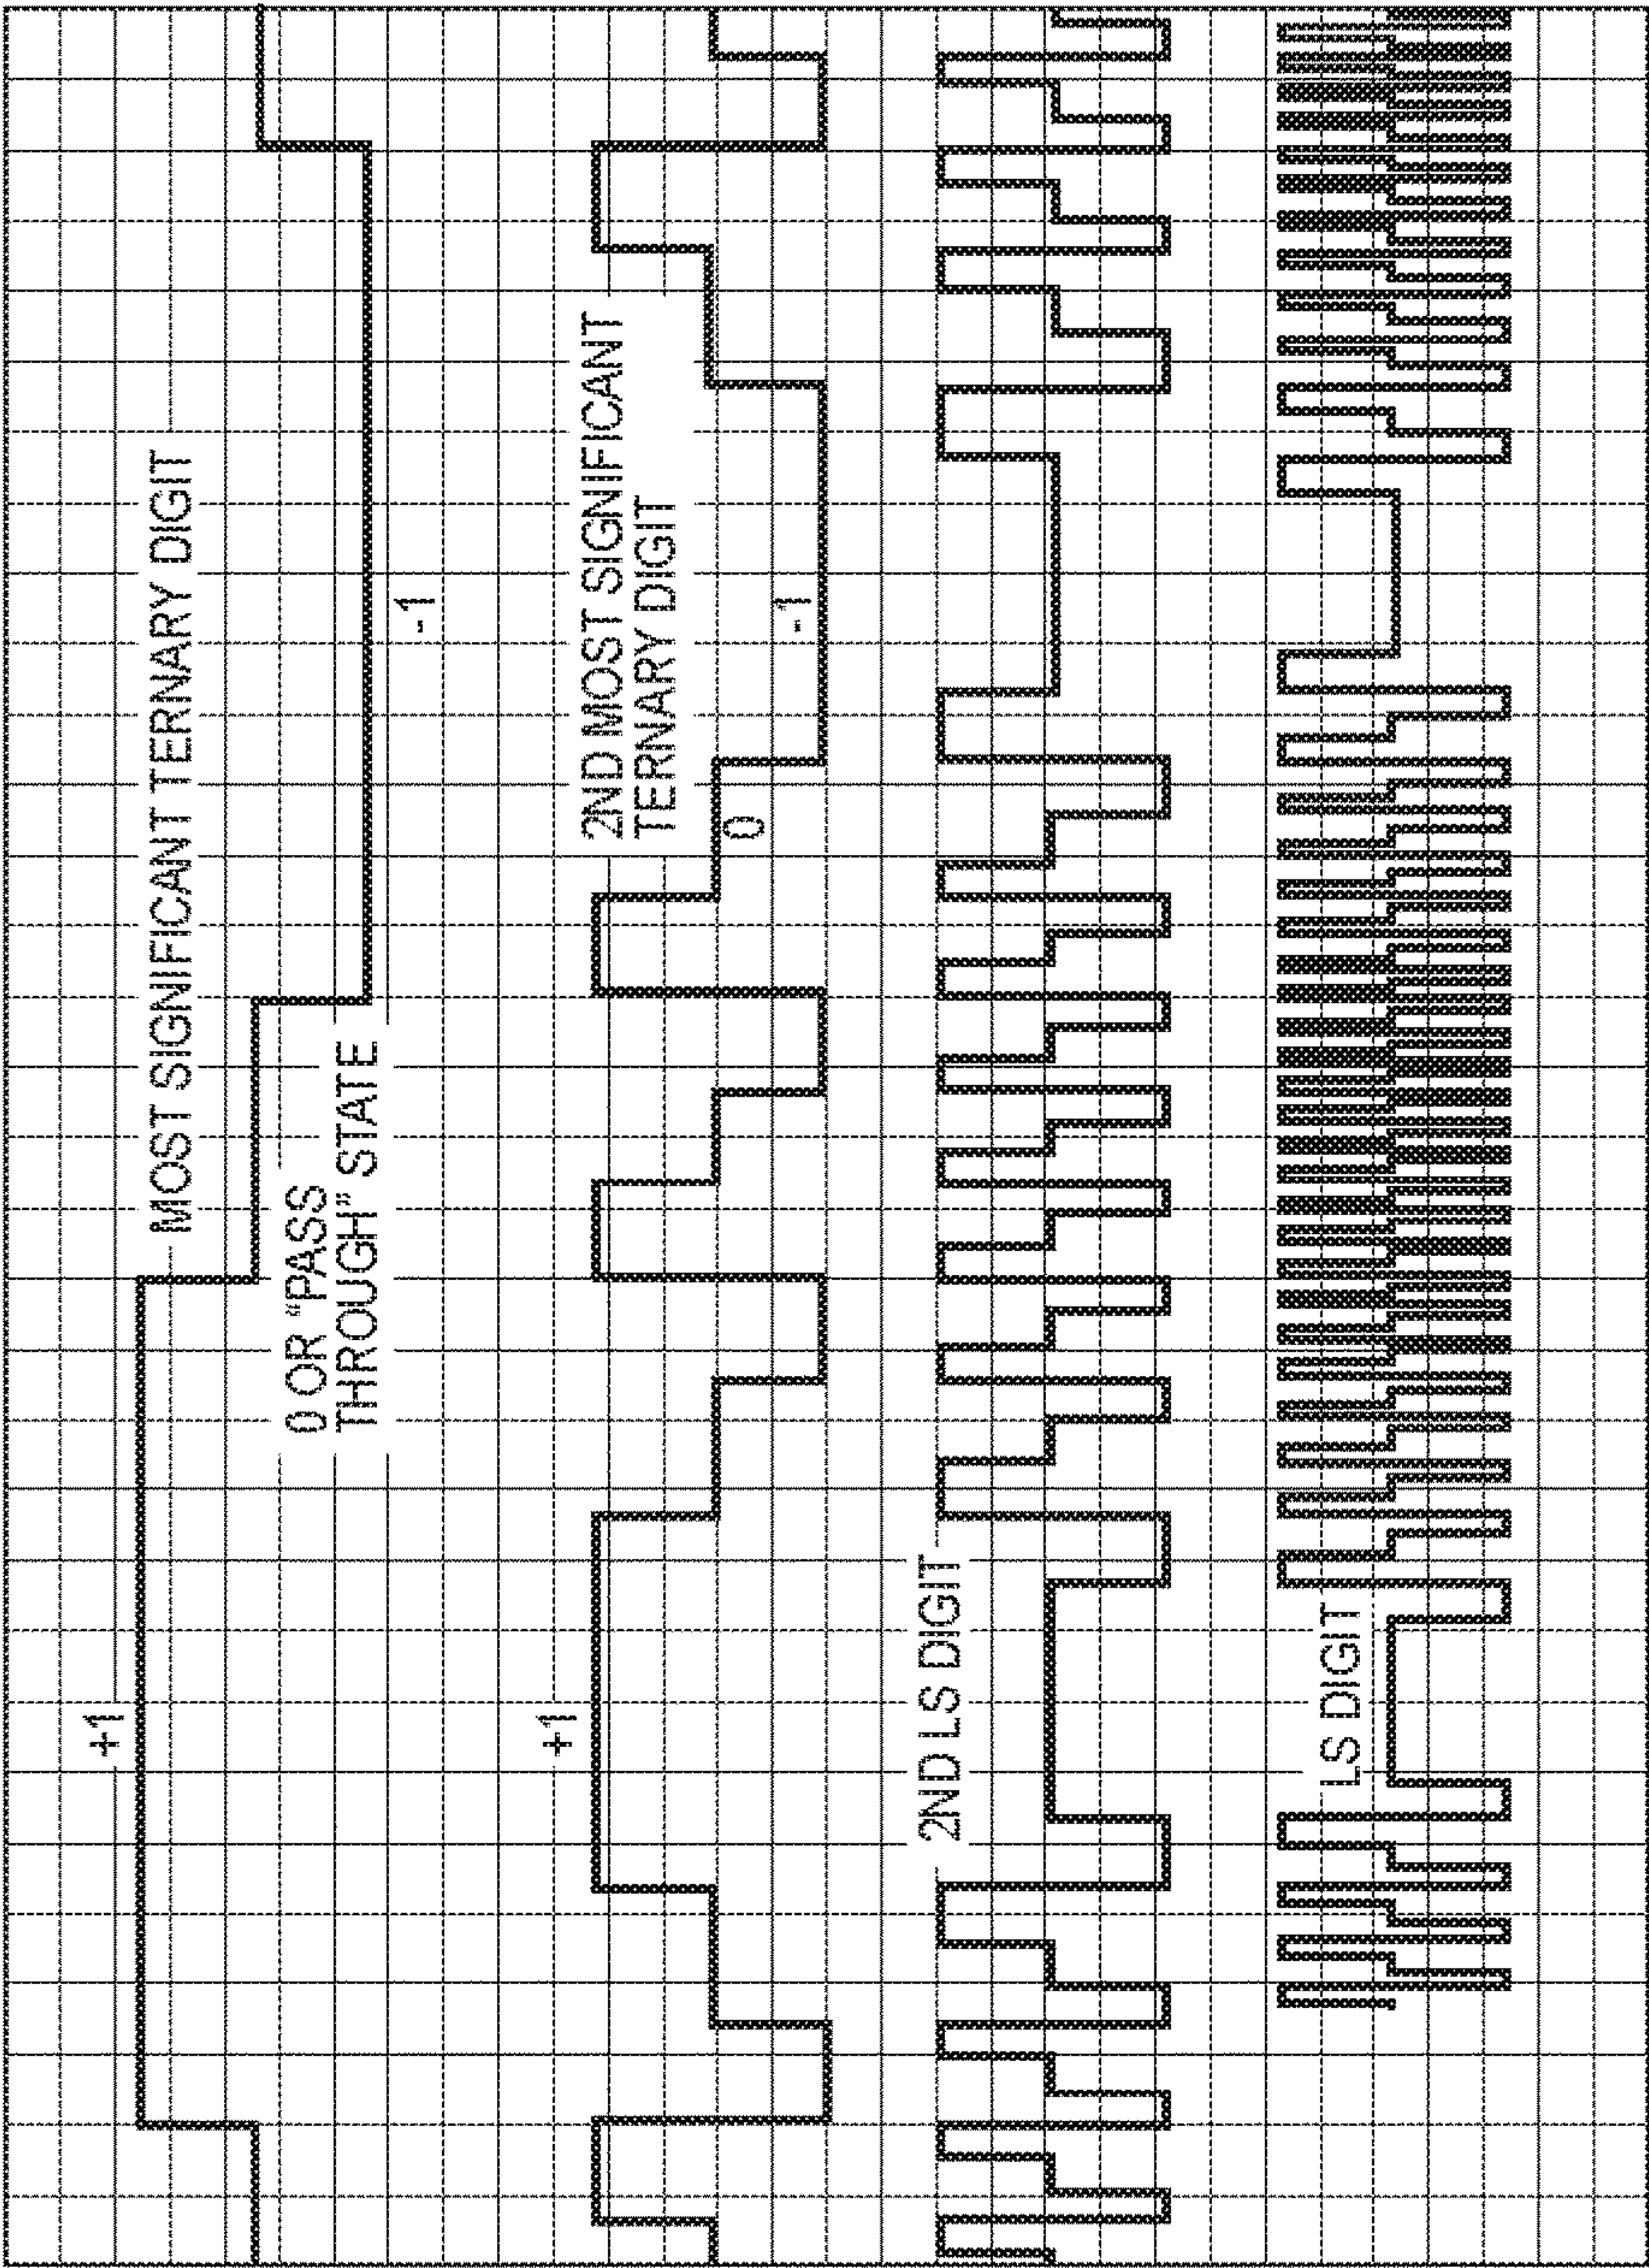 +1
MOST SIGNIFICANT TERNARY DIGIT
0 OR "PASS
THROUGH" STATE
-1
+1
2ND MOST SIGNIFICANT
TERNARY DIGIT
0
-1
2ND LS DIGIT
LS DIGIT